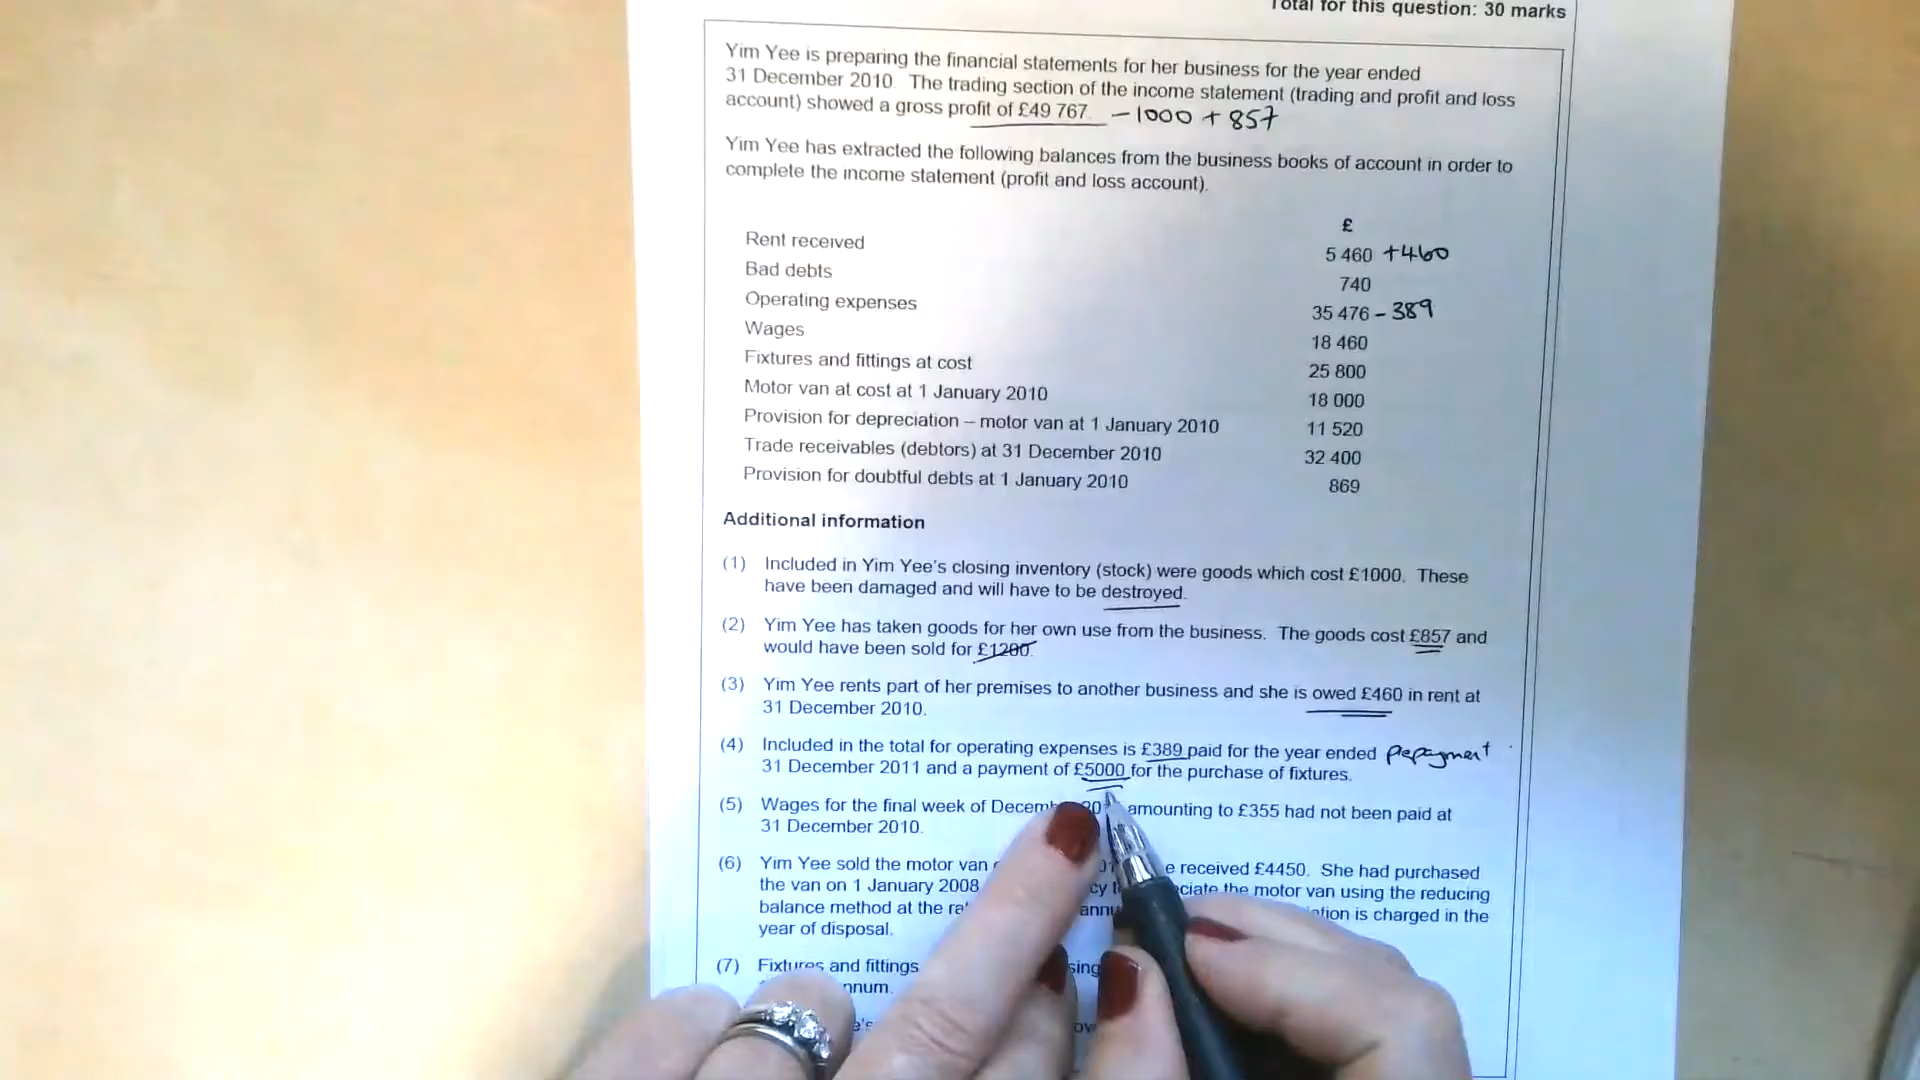 Total for this question: 30 marks
Yim Yee is preparing the financial statements for her business for the year ended
31 December 2010. The trading section of the income statement (trading and profit and loss
account) showed a gross profit of £49 767. - 1000 + 857
Yim Yee has extracted the following balances from the business books of account in order to
complete the income statement (profit and loss account).
£
Rent received 5 460 +460
Bad debts 740
Operating expenses 35 476 - 389
Wages 18 460
Fixtures and fittings at cost 25 800
Motor van at cost at 1 January 2010 18 000
Provision for depreciation – motor van at 1 January 2010 11 520
Trade receivables (debtors) at 31 December 2010 32 400
Provision for doubtful debts at 1 January 2010 869
Additional information
(1) Included in Yim Yee's closing inventory (stock) were goods which cost £1000. These
have been damaged and will have to be destroyed.
(2) Yim Yee has taken goods for her own use from the business. The goods cost £857 and
would have been sold for £1200.
(3) Yim Yee rents part of her premises to another business and she is owed £460 in rent at
31 December 2010.
(4) Included in the total for operating expenses is £389 paid for the year ended prepayment
31 December 2011 and a payment of £5000 for the purchase of fixtures.
(5) Wages for the final week of amounting to £355 had not been paid at
31 December 2010.
(6) Yim Yee sold the motor van received £4450. She had purchased
the van on 1 January 2008 the motor van using the reducing
balance method at the is charged in the
year of disposal.
(7) Fixtures and fittings